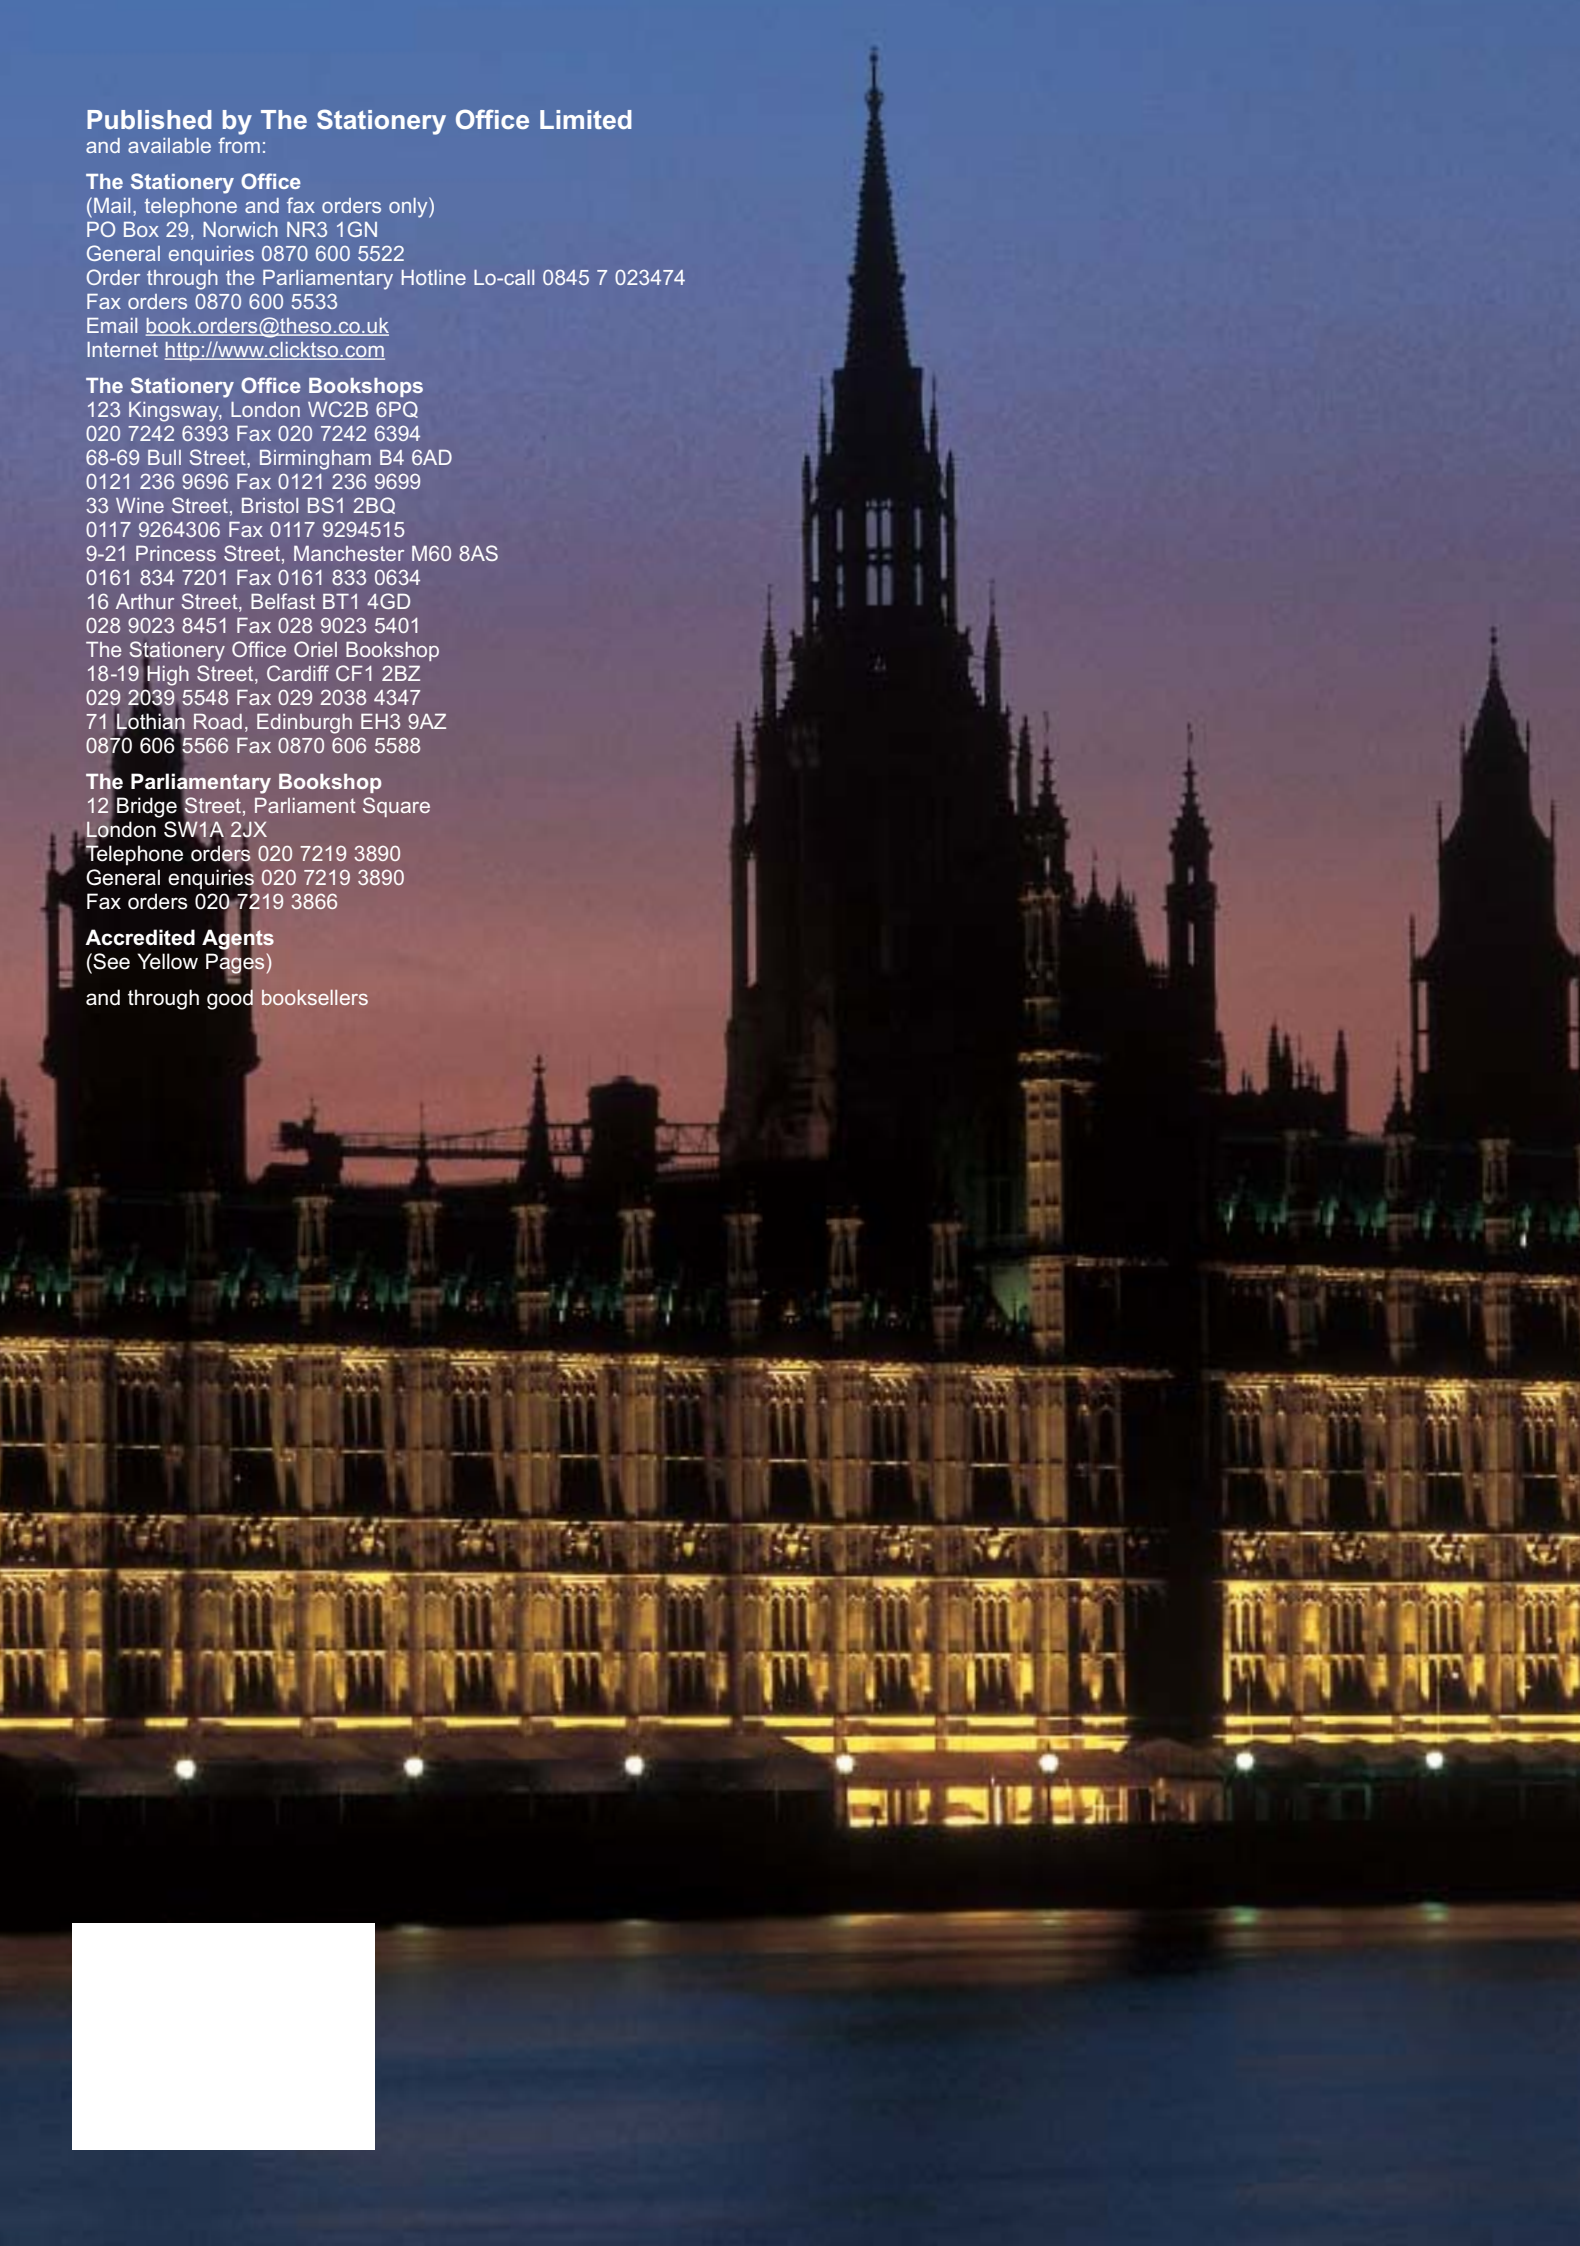 Published by The Stationery Office Limited
and available from:
The Stationery Office
(Mail, telephone and fax orders only)
PO Box 29, Norwich NR3 1GN
General enquiries 0870 600 5522
Order through the Parliamentary Hotline Lo-call 0845 7 023474
Fax orders 0870 600 5533
Email book.orders@theso.co.uk
Internet http://www.clicktso.com
The Stationery Office Bookshops
123 Kingsway, London WC2B 6PQ
020 7242 6393 Fax 020 7242 6394
68-69 Bull Street, Birmingham B4 6AD
0121 236 9696 Fax 0121 236 9699
33 Wine Street, Bristol BS1 2BQ
0117 9264306 Fax 0117 9294515
9-21 Princess Street, Manchester M60 8AS
0161 834 7201 Fax 0161 833 0634
16 Arthur Street, Belfast BT1 4GD
028 9023 8451 Fax 028 9023 5401
The Stationery Office Oriel Bookshop
18-19 High Street, Cardiff CF1 2BZ
029 2039 5548 Fax 029 2038 4347
71 Lothian Road, Edinburgh EH3 9AZ
0870 606 5566 Fax 0870 606 5588
The Parliamentary Bookshop
12 Bridge Street, Parliament Square
London SW1A 2JX
Telephone orders 020 7219 3890
General enquiries 020 7219 3890
Fax orders 020 7219 3866
Accredited Agents
(See Yellow Pages)
and through good booksellers